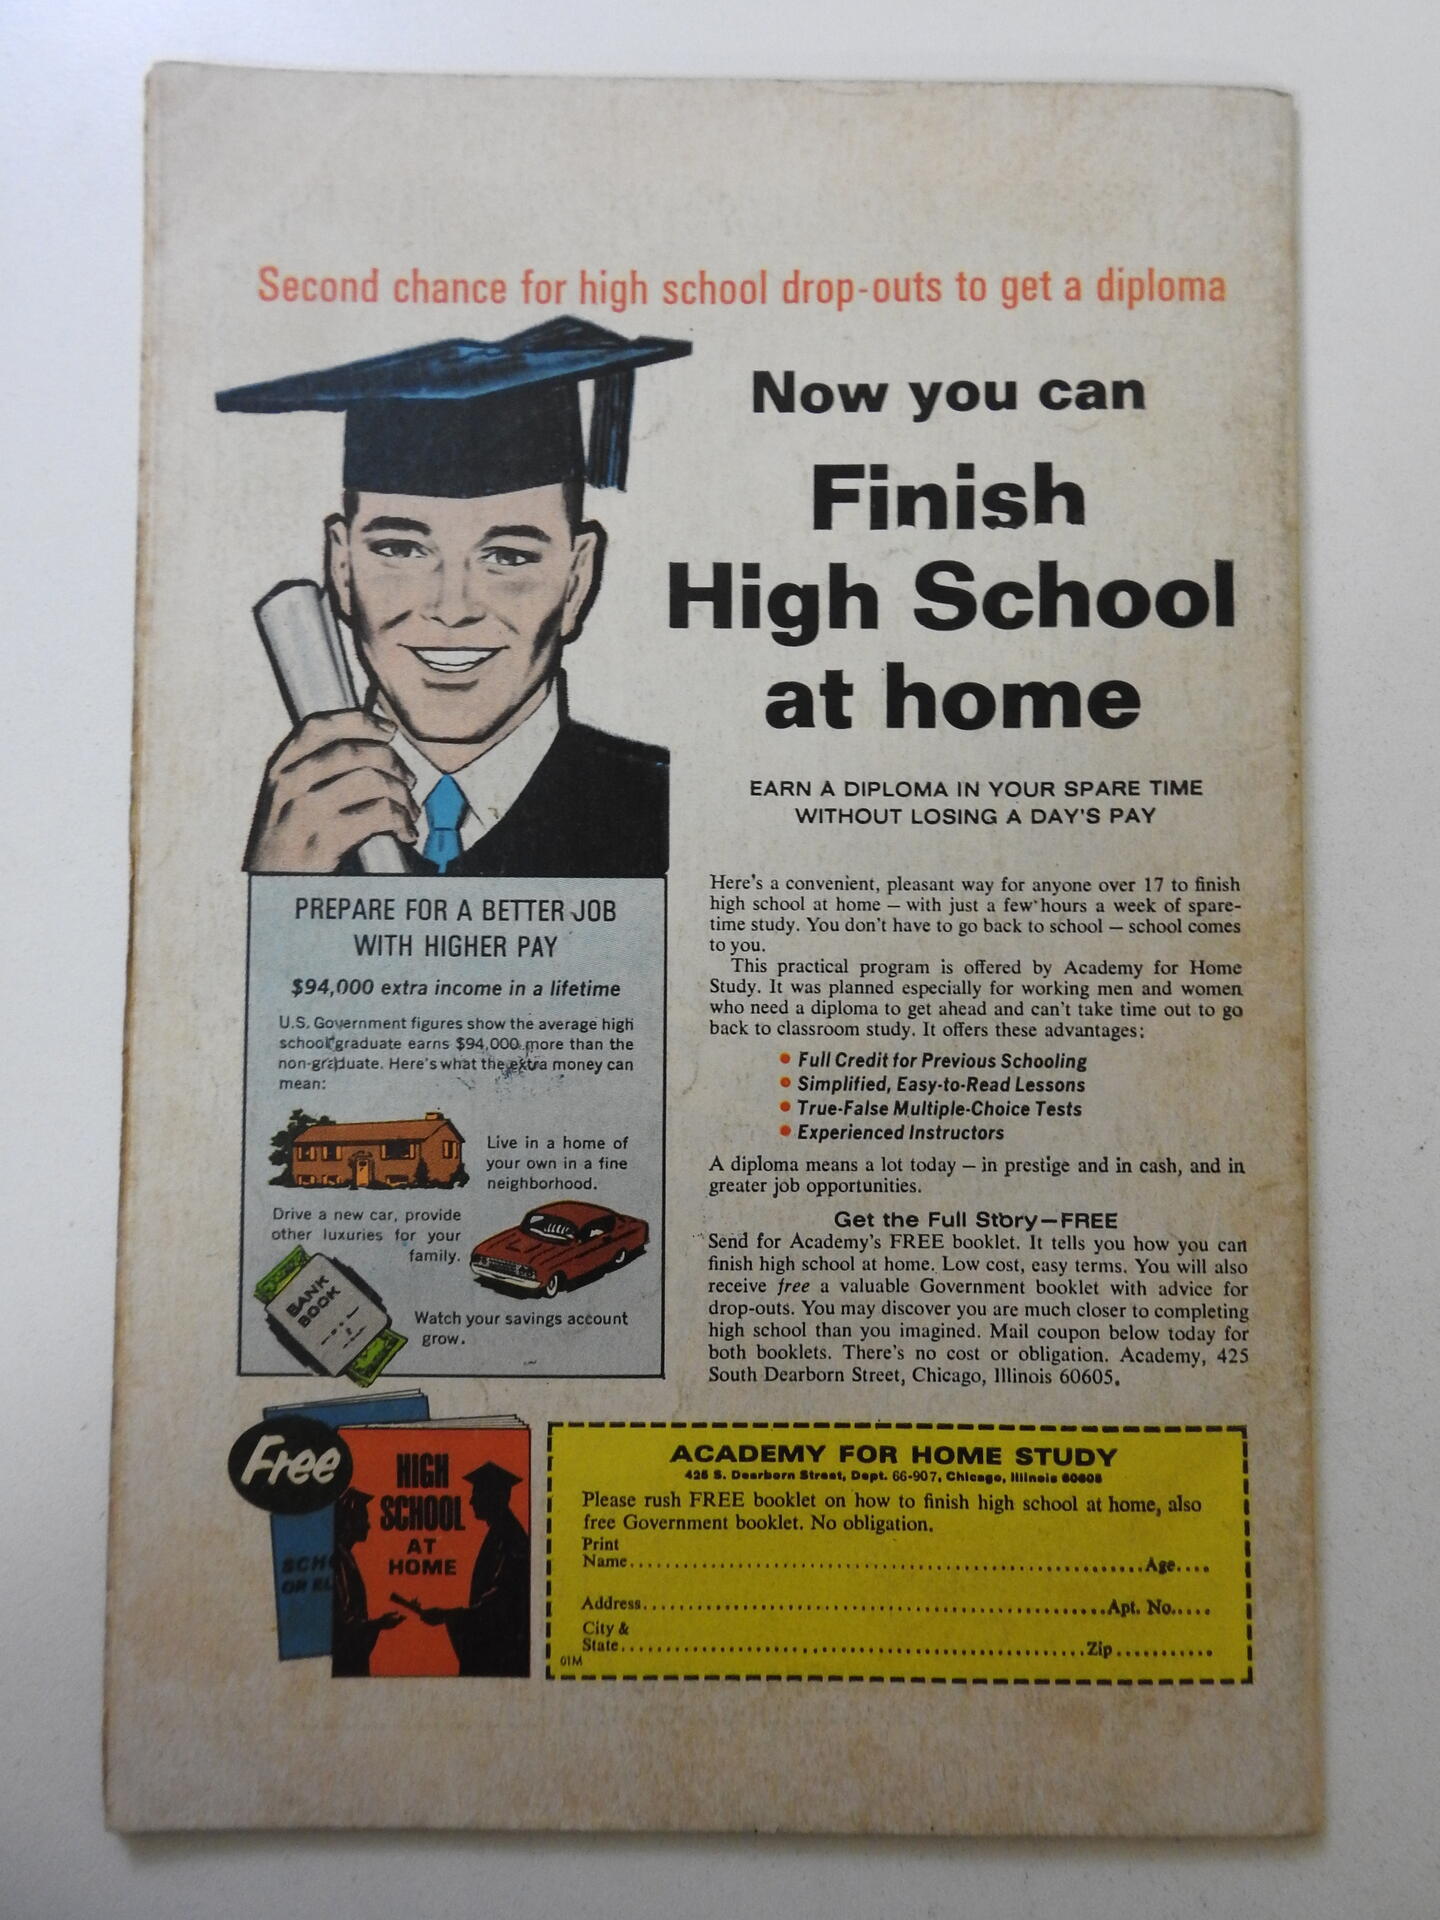 Second chance for high school drop-outs to get a diploma
Now you can
Finish
High School
at home
EARN A DIPLOMA IN YOUR SPARE TIME
WITHOUT LOSING A DAY'S PAY
PREPARE FOR A BETTER JOB
WITH HIGHER PAY
$94,000 extra income in a lifetime
U.S. Government figures show the average high
school graduate earns $94,000 more than the
non-graduate. Here's what the extra money can
mean:
Live in a home of
your own in a fine
neighborhood.
Drive a new car, provide
other luxuries for your
family.
BANK
BOOK
Watch your savings account
grow.
Here's a convenient, pleasant way for anyone over 17 to finish
high school at home — with just a few hours a week of spare-
time study. You don't have to go back to school — school comes
to you.
This practical program is offered by Academy for Home
Study. It was planned especially for working men and women
who need a diploma to get ahead and can't take time out to go
back to classroom study. It offers these advantages:
• Full Credit for Previous Schooling
• Simplified, Easy-to-Read Lessons
• True-False Multiple-Choice Tests
• Experienced Instructors
A diploma means a lot today — in prestige and in cash, and in
greater job opportunities.
Get the Full Story—FREE
Send for Academy's FREE booklet. It tells you how you can
finish high school at home. Low cost, easy terms. You will also
receive free a valuable Government booklet with advice for
drop-outs. You may discover you are much closer to completing
high school than you imagined. Mail coupon below today for
both booklets. There's no cost or obligation. Academy, 425
South Dearborn Street, Chicago, Illinois 60605.
Free
SCH
OR EL
HIGH
SCHOOL
AT
HOME
ACADEMY FOR HOME STUDY
425 S. Dearborn Street, Dept. 66-907, Chicago, Illinois 60605
Please rush FREE booklet on how to finish high school at home, also
free Government booklet. No obligation.
Print
Name Age
Address Apt. No.
City &
State Zip
01M